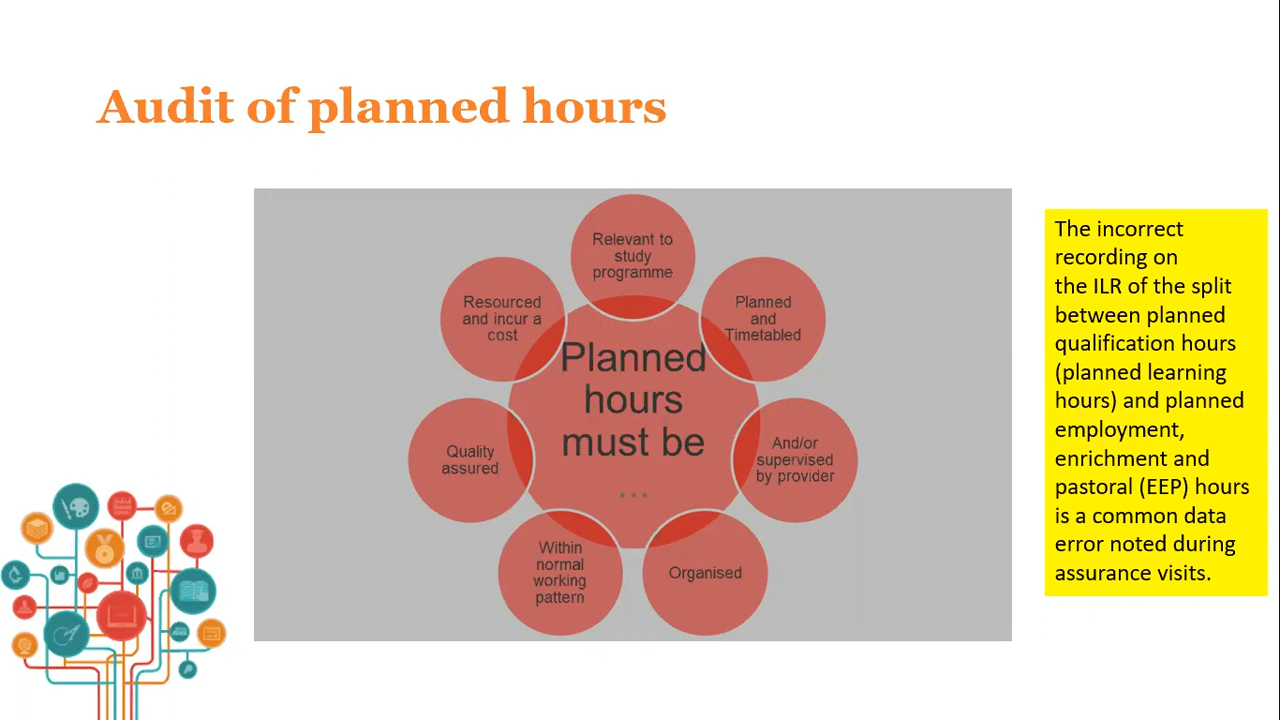 Audit of planned hours
Relevant to
study
programme
Planned
and
Timetabled
And/or
supervised
by provider
Organised
Within
normal
working
pattern
Quality
assured
Resourced
and incur a
cost
Planned
hours
must be
...
The incorrect
recording on
the ILR of the split
between planned
qualification hours
(planned learning
hours) and planned
employment,
enrichment and
pastoral (EEP) hours
is a common data
error noted during
assurance visits.